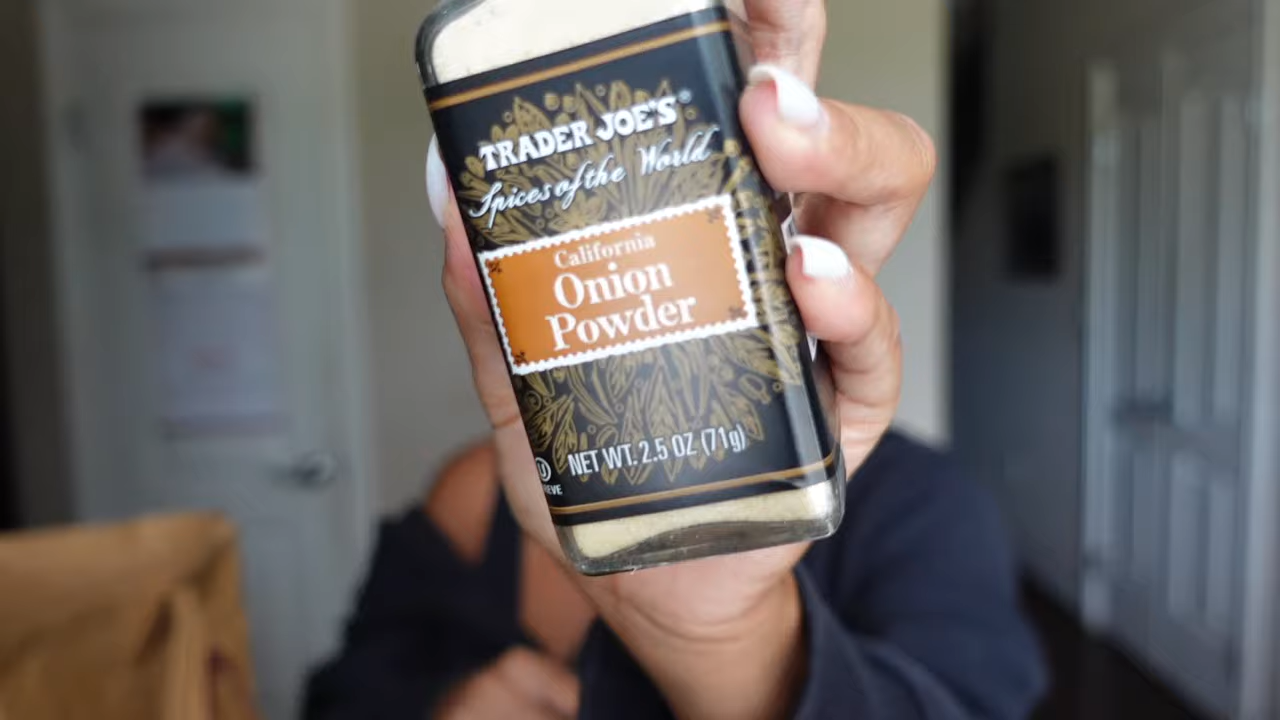 TRADER JOE'S®
Spices of the World
California
Onion
Powder
NET WT. 2.5 OZ (71g)
U